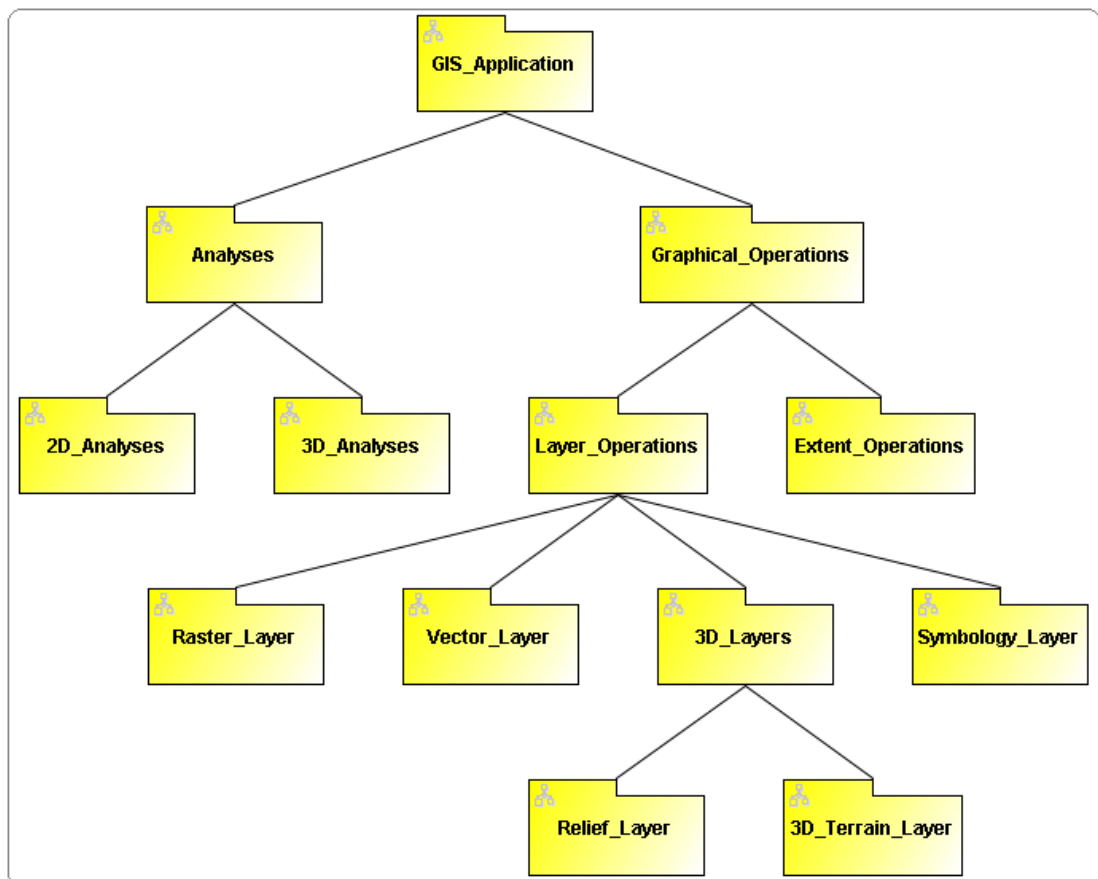 GIS_Application
Analyses
Graphical_Operations
2D_Analyses
3D_Analyses
Layer_Operations
Extent_Operations
Raster_Layer
Vector_Layer
3D_Layers
Symbology_Layer
Relief_Layer
3D_Terrain_Layer